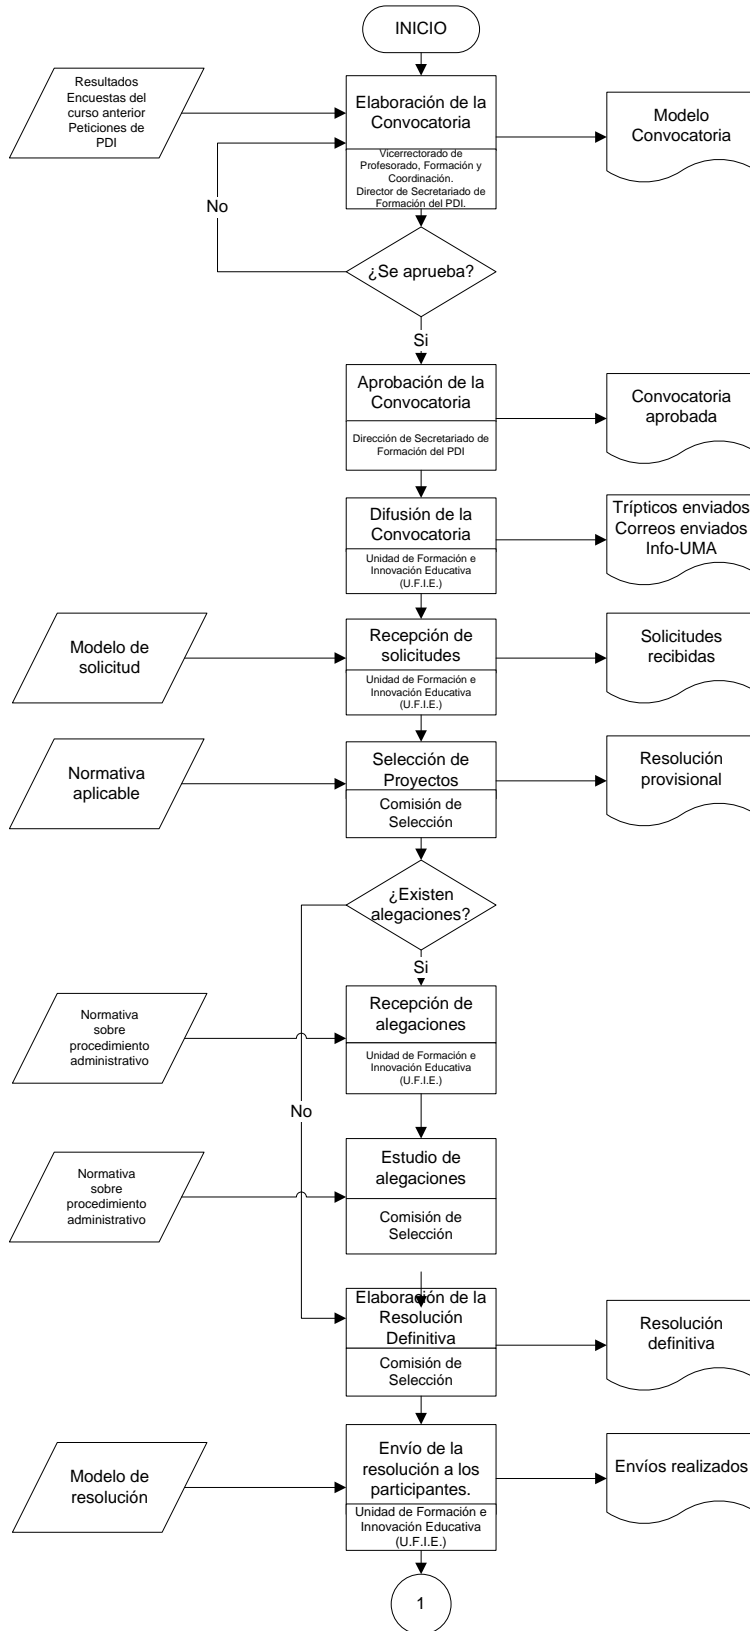 INICIO
Resultados
Encuestas del
curso anterior
Peticiones de
PDI
Elaboración de la
Convocatoria
Vicerrectorado de
Profesorado, Formación y
Coordinación.
Director de Secretariado de
Formación del PDI.
Modelo
Convocatoria
No
¿Se aprueba?
Si
Aprobación de la
Convocatoria
Dirección de Secretariado de
Formación del PDI
Convocatoria
aprobada
Difusión de la
Convocatoria
Unidad de Formación e
Innovación Educativa
(U.F.I.E.)
Trípticos enviados
Correos enviados
Info-UMA
Modelo de
solicitud
Recepción de
solicitudes
Unidad de Formación e
Innovación Educativa
(U.F.I.E.)
Solicitudes
recibidas
Normativa
aplicable
Selección de
Proyectos
Comisión de
Selección
Resolución
provisional
¿Existen
alegaciones?
Si
Normativa
sobre
procedimiento
administrativo
Recepción de
alegaciones
Unidad de Formación e
Innovación Educativa
(U.F.I.E.)
No
Normativa
sobre
procedimiento
administrativo
Estudio de
alegaciones
Comisión de
Selección
Elaboración de la
Resolución
Definitiva
Comisión de
Selección
Resolución
definitiva
Modelo de
resolución
Envío de la
resolución a los
participantes.
Unidad de Formación e
Innovación Educativa
(U.F.I.E.)
Envíos realizados
1